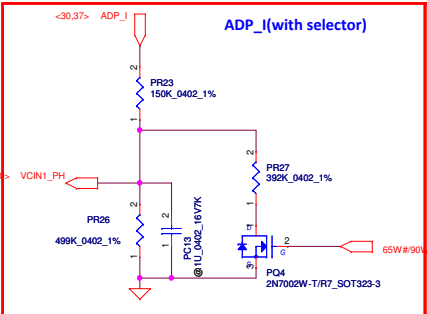 <30,37> ADP_I
ADP_I(with selector)
2
PR23
150K_0402_1%
1
2
PR27
392K_0402_1%
1
> VCIN1_PH
2
PR26
499K_0402_1%
1
2
1
PC13
@1U_0402_16V7K
D
2
G
S
3
65W#/90W
PQ4
2N7002W-T/R7_SOT323-3